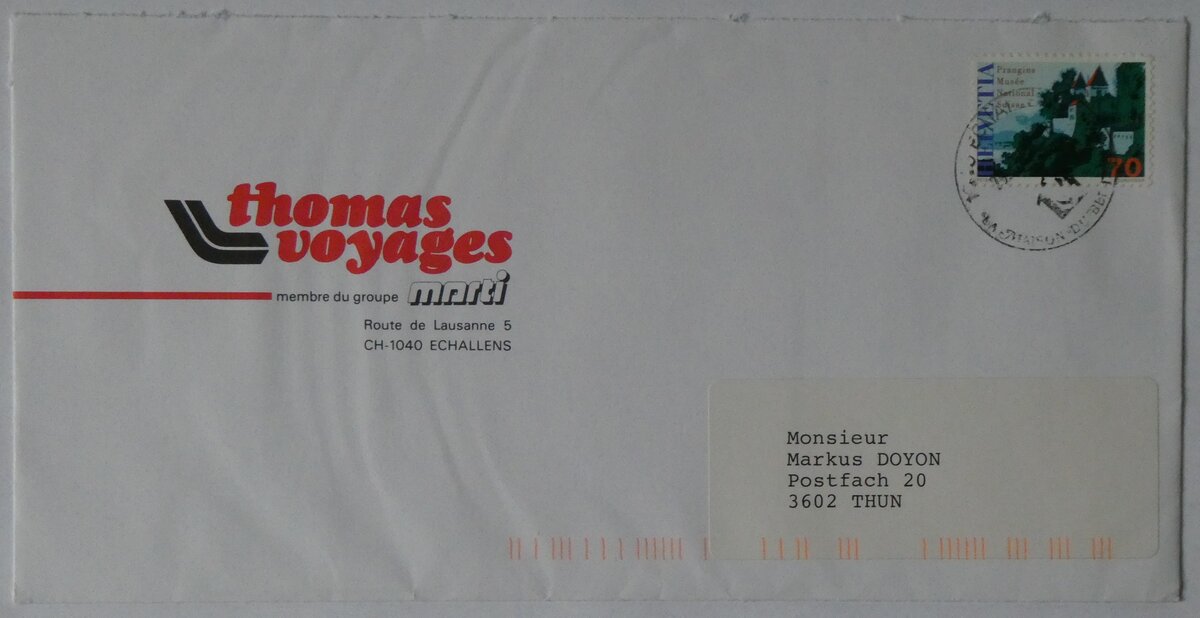 HELVETIA
Prangins
Musée
National
Suisse
70
thomas
voyages
membre du groupe marti
Route de Lausanne 5
CH-1040 ECHALLENS
Monsieur
Markus DOYON
Postfach 20
3602 THUN